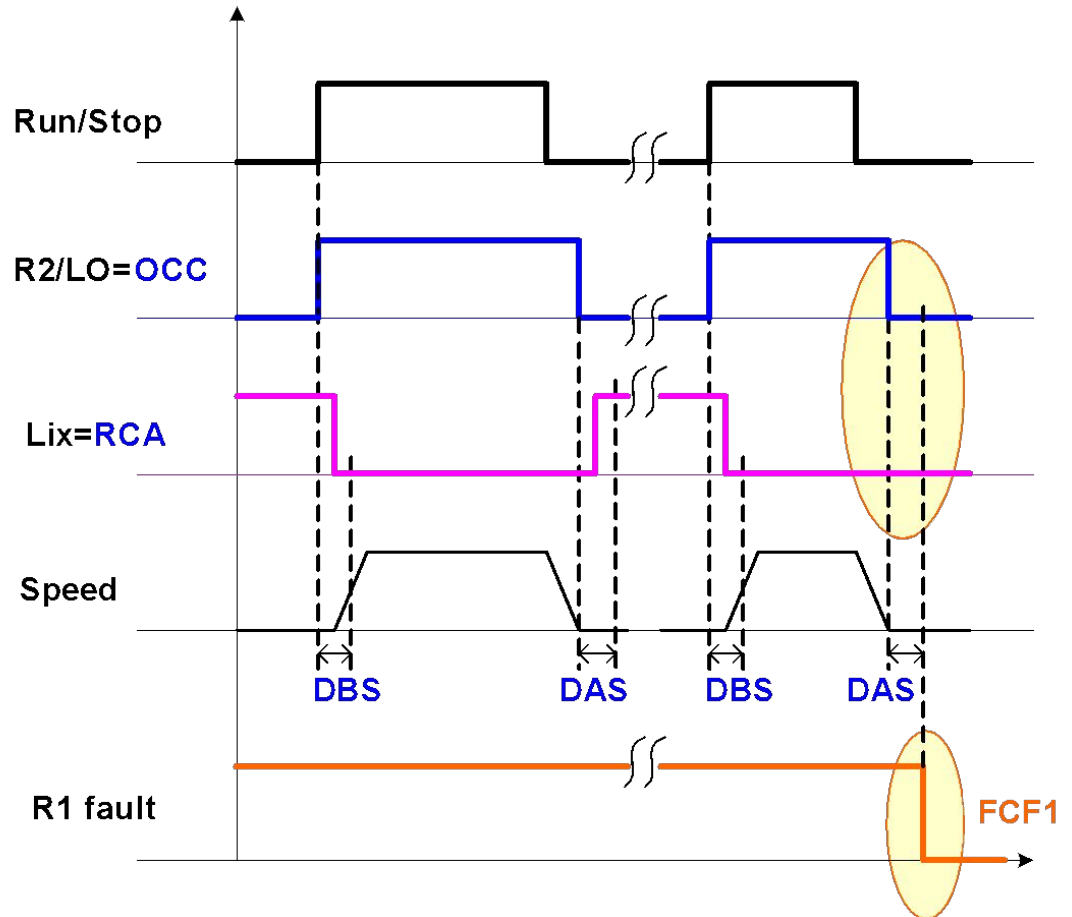 Run/Stop
R2/LO=OCC
Lix=RCA
Speed
DBS DAS DBS DAS
R1 fault
FCF1